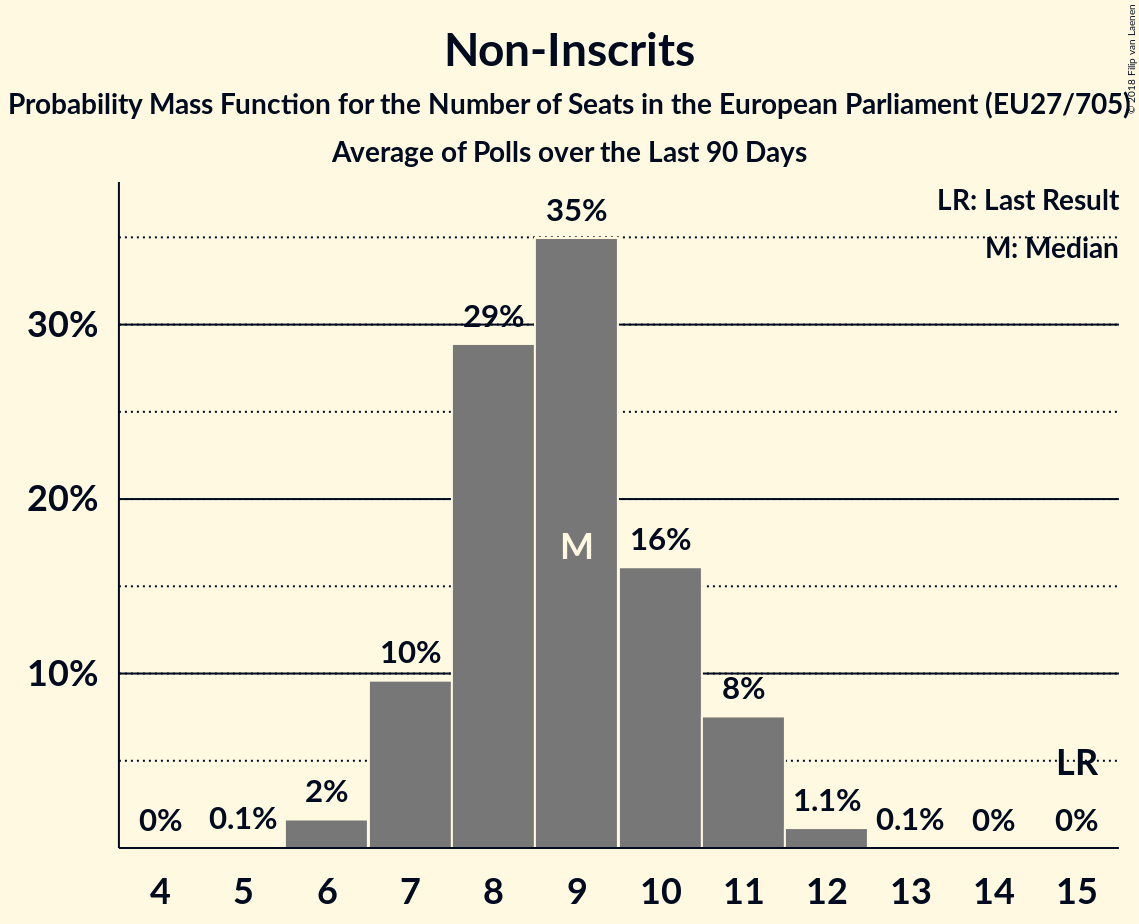 Non-Inscrits
Probability Mass Function for the Number of Seats in the European Parliament (EU27/705)
Average of Polls over the Last 90 Days
© 2018 Filip van Laenen
LR: Last Result
M: Median
35%
29%
30%
20%
M
16%
10%
10%
8%
LR
2%
1.1%
0%
0.1%
0.1%
0%
0%
4 5 6 7 8 9 10 11 12 13 14 15